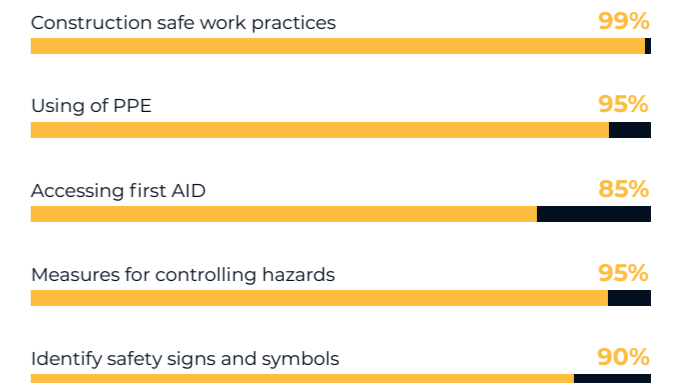 Construction safe work practices 99%
Using of PPE 95%
Accessing first AID 85%
Measures for controlling hazards 95%
Identify safety signs and symbols 90%